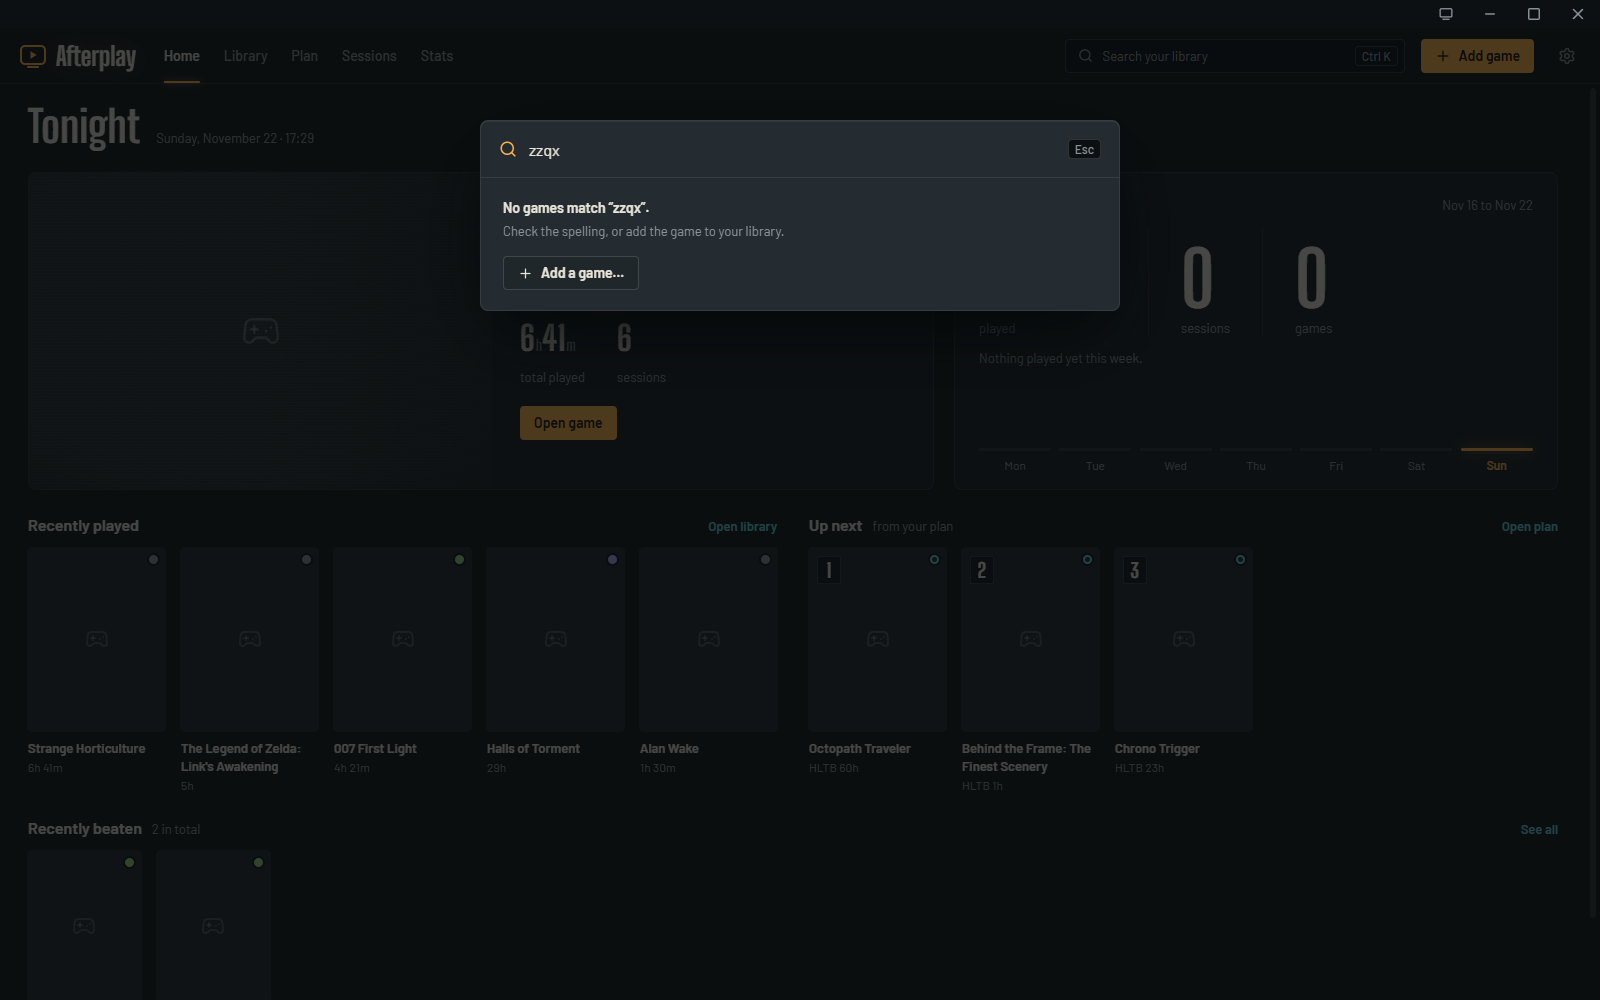 Afterplay
Home
Library
Plan
Sessions
Stats
Search your library
Ctrl K
Add game
Tonight
Sunday, November 22 · 17:29
zzqx
Esc
No games match “zzqx”.
Check the spelling, or add the game to your library.
Add a game...
Nov 16 to Nov 22
6h41m
total played
6
sessions
Open game
played
0
sessions
0
games
Nothing played yet this week.
Mon
Tue
Wed
Thu
Fri
Sat
Sun
Recently played
Open library
Strange Horticulture
6h 41m
The Legend of Zelda:
Link's Awakening
5h
007 First Light
4h 21m
Halls of Torment
29h
Alan Wake
1h 30m
Up next
from your plan
Open plan
1
Octopath Traveler
HLTB 60h
2
Behind the Frame: The
Finest Scenery
HLTB 1h
3
Chrono Trigger
HLTB 23h
Recently beaten
2 in total
See all